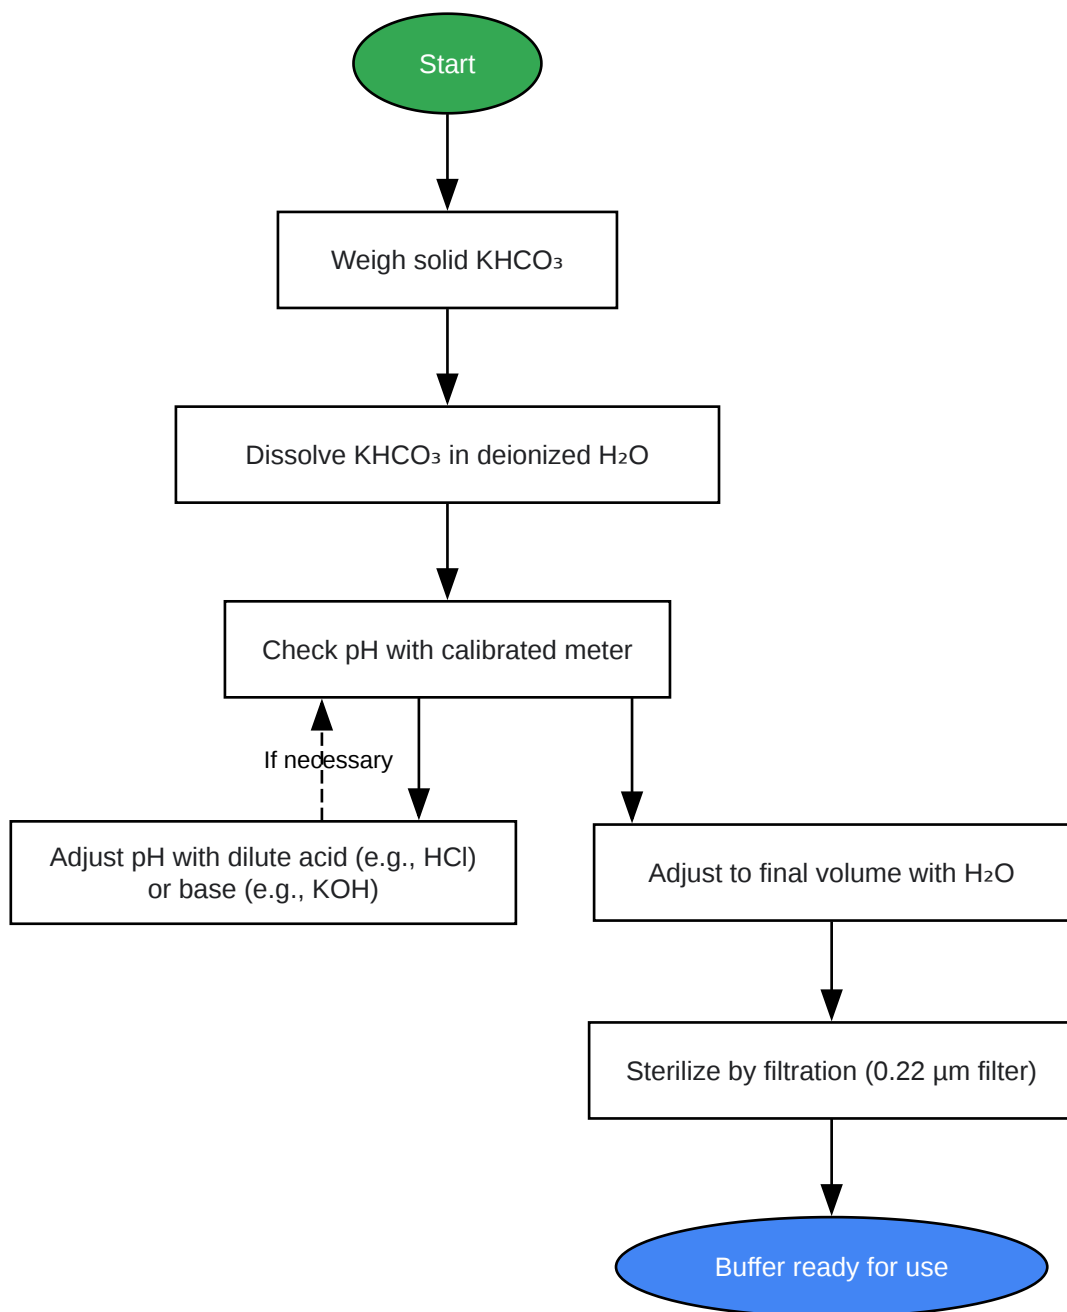 Start
Weigh solid KHCO₃
Dissolve KHCO₃ in deionized H₂O
Check pH with calibrated meter
If necessary
Adjust pH with dilute acid (e.g., HCl)
or base (e.g., KOH)
Adjust to final volume with H₂O
Sterilize by filtration (0.22 µm filter)
Buffer ready for use